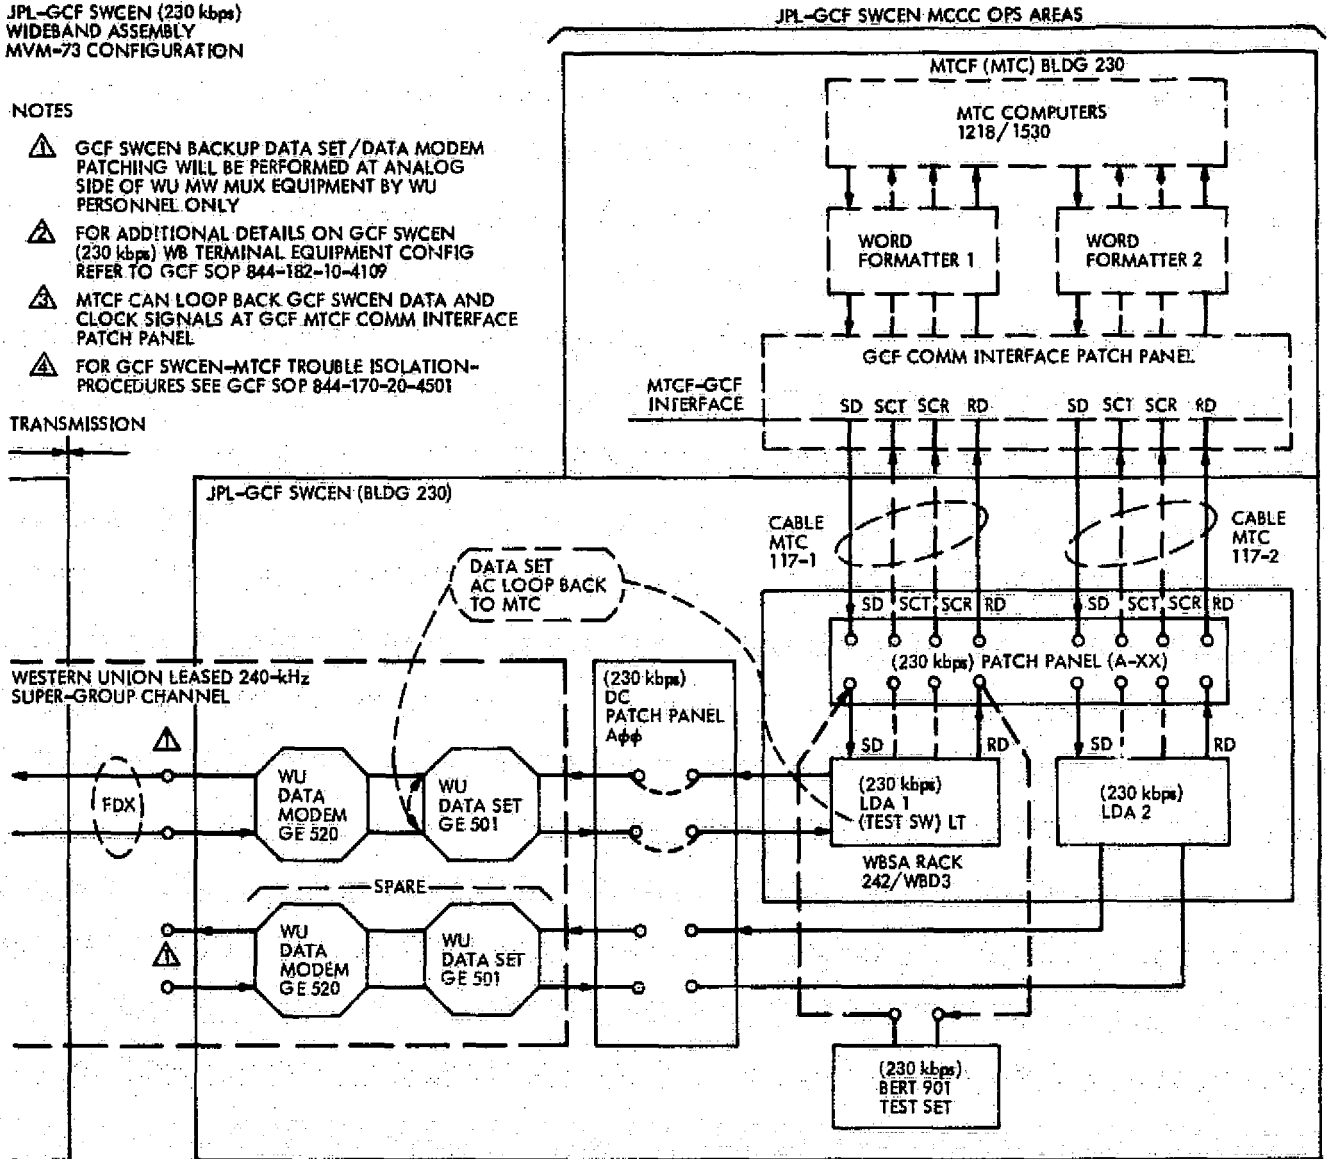 JPL-GCF SWCEN (230 kbps)
WIDEBAND ASSEMBLY
MVM-73 CONFIGURATION
JPL-GCF SWCEN MCCC OPS AREAS
NOTES
1 GCF SWCEN BACKUP DATA SET/DATA MODEM
PATCHING WILL BE PERFORMED AT ANALOG
SIDE OF WU MW MUX EQUIPMENT BY WU
PERSONNEL ONLY
2 FOR ADDITIONAL DETAILS ON GCF SWCEN
(230 kbps) WB TERMINAL EQUIPMENT CONFIG
REFER TO GCF SOP 844-182-10-4109
3 MTCF CAN LOOP BACK GCF SWCEN DATA AND
CLOCK SIGNALS AT GCF MTCF COMM INTERFACE
PATCH PANEL
4 FOR GCF SWCEN-MTCF TROUBLE ISOLATION-
PROCEDURES SEE GCF SOP 844-170-20-4501
TRANSMISSION
MTCF (MTC) BLDG 230
MTC COMPUTERS
1218/1530
WORD
FORMATTER 1
WORD
FORMATTER 2
GCF COMM INTERFACE PATCH PANEL
MTCF-GCF
INTERFACE
SD SCT SCR RD
SD SCT SCR RD
JPL-GCF SWCEN (BLDG 230)
CABLE
MTC
117-1
CABLE
MTC
117-2
DATA SET
AC LOOP BACK
TO MTC
SD SCT SCR RD
SD SCT SCR RD
(230 kbps) PATCH PANEL (A-XX)
WESTERN UNION LEASED 240-kHz
SUPER-GROUP CHANNEL
(230 kbps)
DC
PATCH PANEL
Aφφ
1
FDX
WU
DATA
MODEM
GE 520
WU
DATA SET
GE 501
SD RD
SD RD
(230 kbps)
LDA 1
(TEST SW) LT
(230 kbps)
LDA 2
WBSA RACK
242/WBD3
SPARE
1
WU
DATA
MODEM
GE 520
WU
DATA SET
GE 501
(230 kbps)
BERT 901
TEST SET